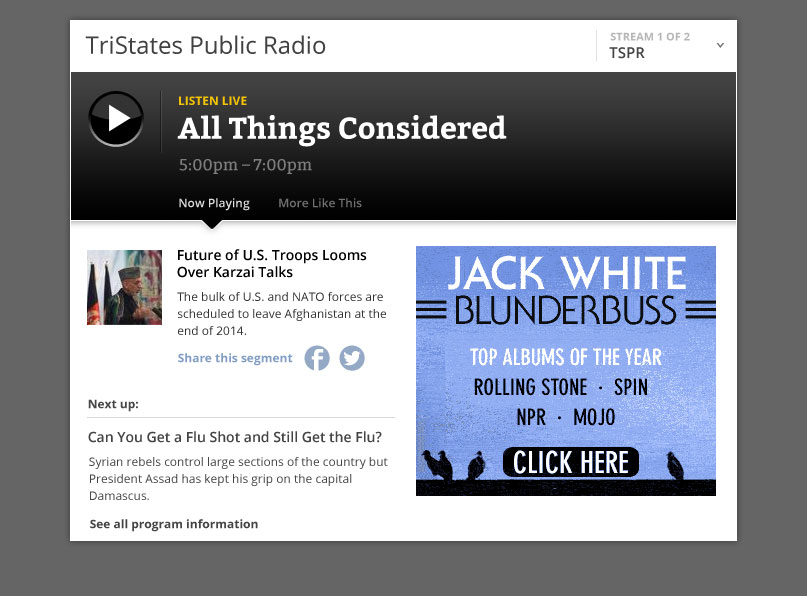 TriStates Public Radio
STREAM 1 OF 2
TSPR
LISTEN LIVE
All Things Considered
5:00pm – 7:00pm
Now Playing
More Like This
Future of U.S. Troops Looms
Over Karzai Talks
The bulk of U.S. and NATO forces are
scheduled to leave Afghanistan at the
end of 2014.
Share this segment
Next up:
Can You Get a Flu Shot and Still Get the Flu?
Syrian rebels control large sections of the country but
President Assad has kept his grip on the capital
Damascus.
See all program information
JACK WHITE
BLUNDERBUSS
TOP ALBUMS OF THE YEAR
ROLLING STONE · SPIN
NPR · MOJO
CLICK HERE